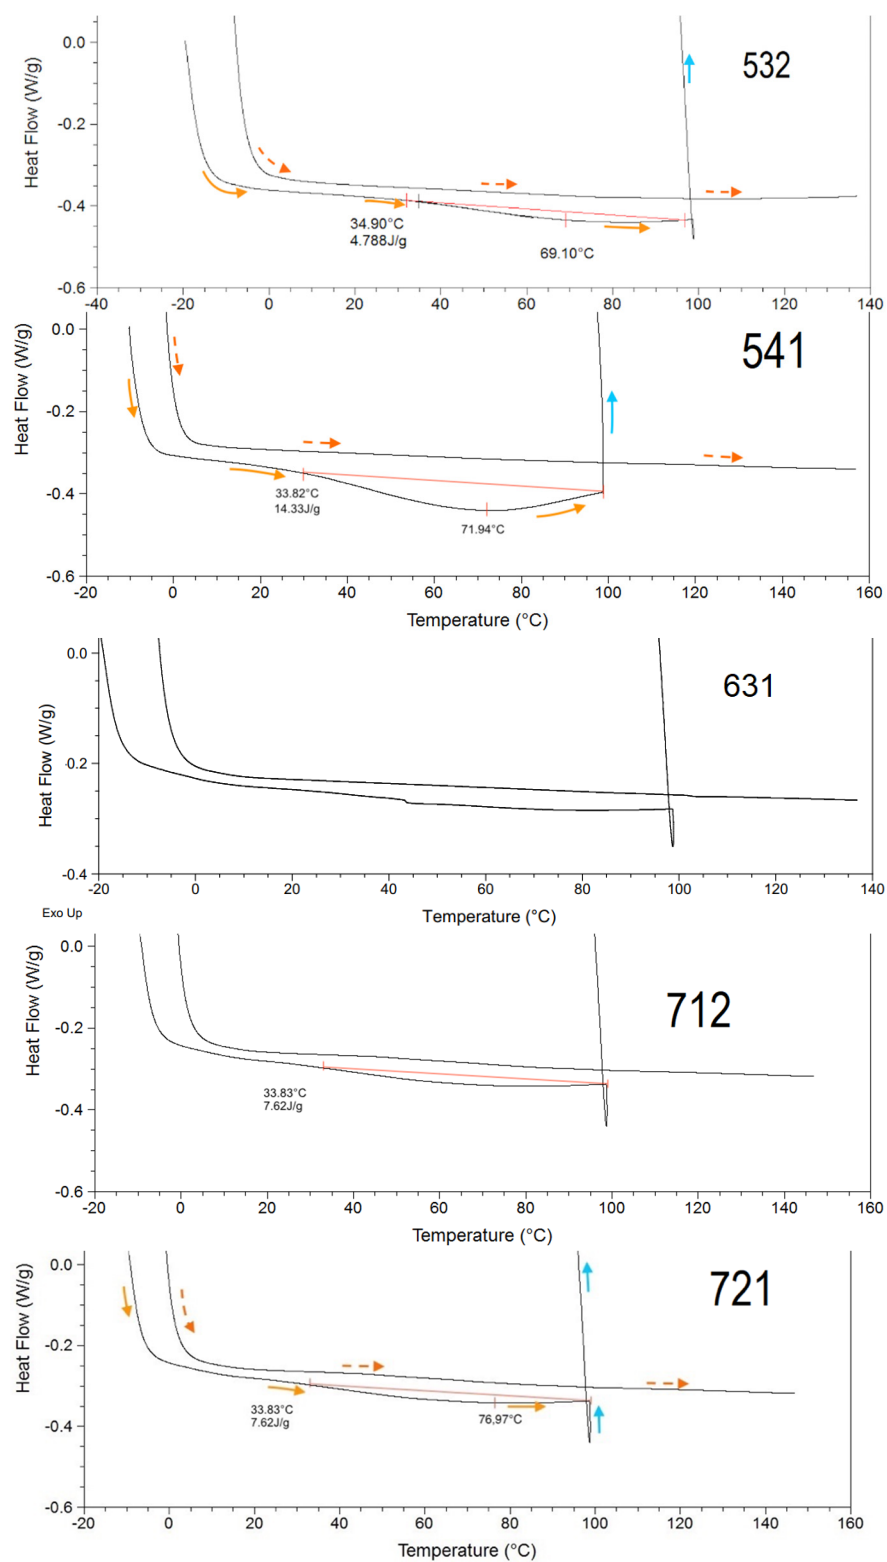 532
Heat Flow (W/g)
0.0
-0.2
-0.4
-0.6
34.90°C
4.788J/g
69.10°C
-40 -20 0 20 40 60 80 100 120 140
541
Heat Flow (W/g)
0.0
-0.2
-0.4
-0.6
33.82°C
14.33J/g
71.94°C
-20 0 20 40 60 80 100 120 140 160
Temperature (°C)
631
Heat Flow (W/g)
0.0
-0.2
-0.4
-20 0 20 40 60 80 100 120 140
Exo Up
Temperature (°C)
712
Heat Flow (W/g)
0.0
-0.2
-0.4
-0.6
33.83°C
7.62J/g
-20 0 20 40 60 80 100 120 140 160
Temperature (°C)
721
Heat Flow (W/g)
0.0
-0.2
-0.4
-0.6
33.83°C
7.62J/g
76,97°C
-20 0 20 40 60 80 100 120 140 160
Temperature (°C)